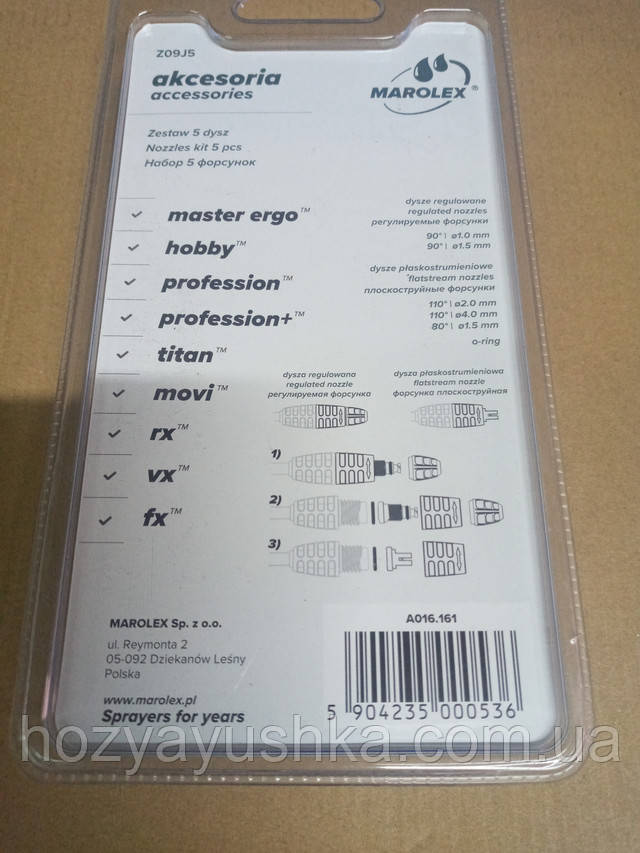 Z09J5
akcesoria
accessories
MAROLEX®
Zestaw 5 dysz
Nozzles kit 5 pcs
Набор 5 форсунок
master ergo™
hobby™
profession™
profession+™
titan™
movi™
rx™
vx™
fx™
dysze regulowane
regulated nozzles
регулируемые форсунки
90° \ ø1.0 mm
90° \ ø1.5 mm
dysze płaskostrumieniowe
flatstream nozzles
плоскоструйные форсунки
110° \ ø2.0 mm
110° \ ø4.0 mm
80° \ ø1.5 mm
o-ring
dysza regulowana
regulated nozzle
регулируемая форсунка
dysza płaskostrumieniowa
flatstream nozzle
форсунка плоскоструйная
1)
2)
3)
MAROLEX Sp. z o.o.
ul. Reymonta 2
05-092 Dziekanów Leśny
Polska
www.marolex.pl
Sprayers for years
A016.161
5 904235 000536
hozyayushka.com.ua